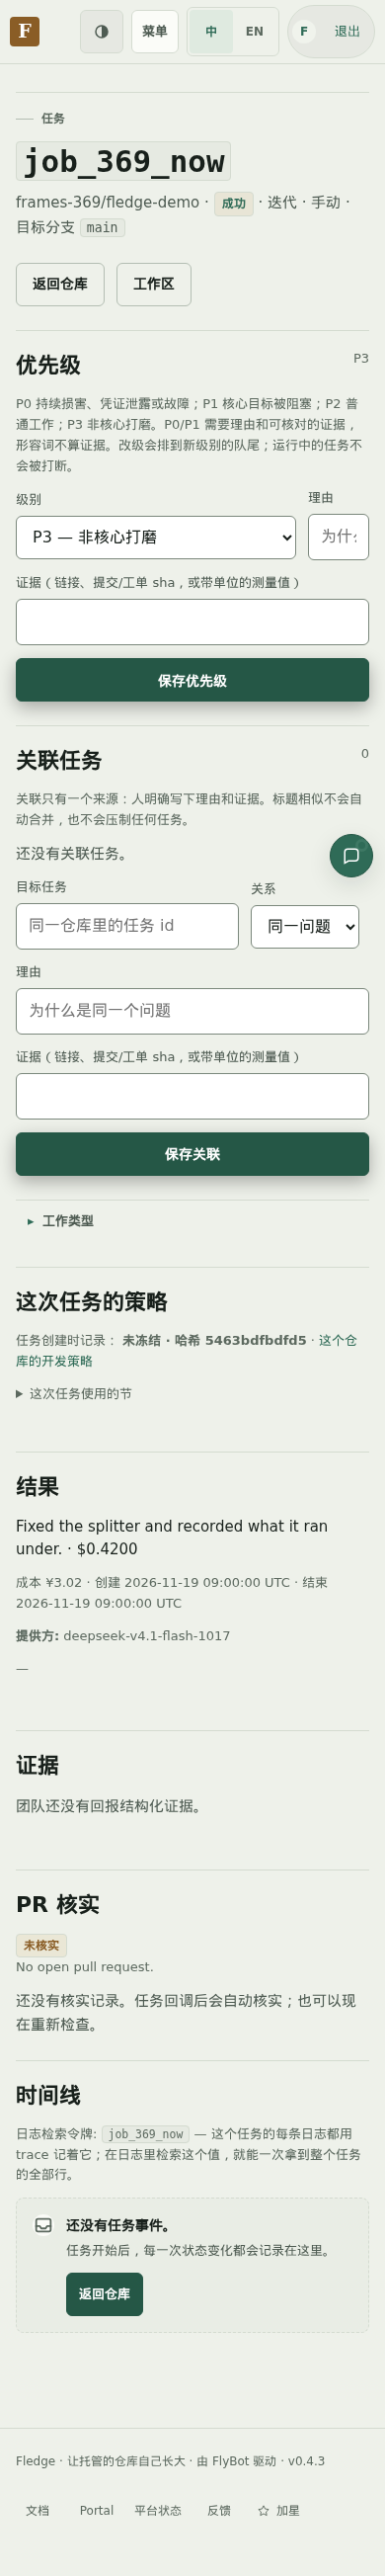 F 菜单 中 EN F 退出
任务
job_369_now
frames-369/fledge-demo · 成功 · 迭代 · 手动 ·
目标分支 main
返回仓库 工作区
优先级 P3
P0 持续损害、凭证泄露或故障；P1 核心目标被阻塞；P2 普
通工作；P3 非核心打磨。P0/P1 需要理由和可核对的证据，
形容词不算证据。改级会排到新级别的队尾；运行中的任务不
会被打断。
级别 理由
P3 — 非核心打磨 为什么
证据（链接、提交/工单 sha，或带单位的测量值）
保存优先级
关联任务 0
关联只有一个来源：人明确写下理由和证据。标题相似不会自
动合并，也不会压制任何任务。
还没有关联任务。
目标任务 关系
同一仓库里的任务 id 同一问题
理由
为什么是同一个问题
证据（链接、提交/工单 sha，或带单位的测量值）
保存关联
▸ 工作类型
这次任务的策略
任务创建时记录： 未冻结 · 哈希 5463bdfbdfd5 · 这个仓
库的开发策略
▶ 这次任务使用的节
结果
Fixed the splitter and recorded what it ran
under. · $0.4200
成本 ¥3.02 · 创建 2026-11-19 09:00:00 UTC · 结束
2026-11-19 09:00:00 UTC
提供方: deepseek-v4.1-flash-1017
—
证据
团队还没有回报结构化证据。
PR 核实
未核实
No open pull request.
还没有核实记录。任务回调后会自动核实；也可以现
在重新检查。
时间线
日志检索令牌: job_369_now — 这个任务的每条日志都用
trace 记着它；在日志里检索这个值，就能一次拿到整个任务
的全部行。
还没有任务事件。
任务开始后，每一次状态变化都会记录在这里。
返回仓库
Fledge · 让托管的仓库自己长大 · 由 FlyBot 驱动 · v0.4.3
文档 Portal 平台状态 反馈 ☆ 加星